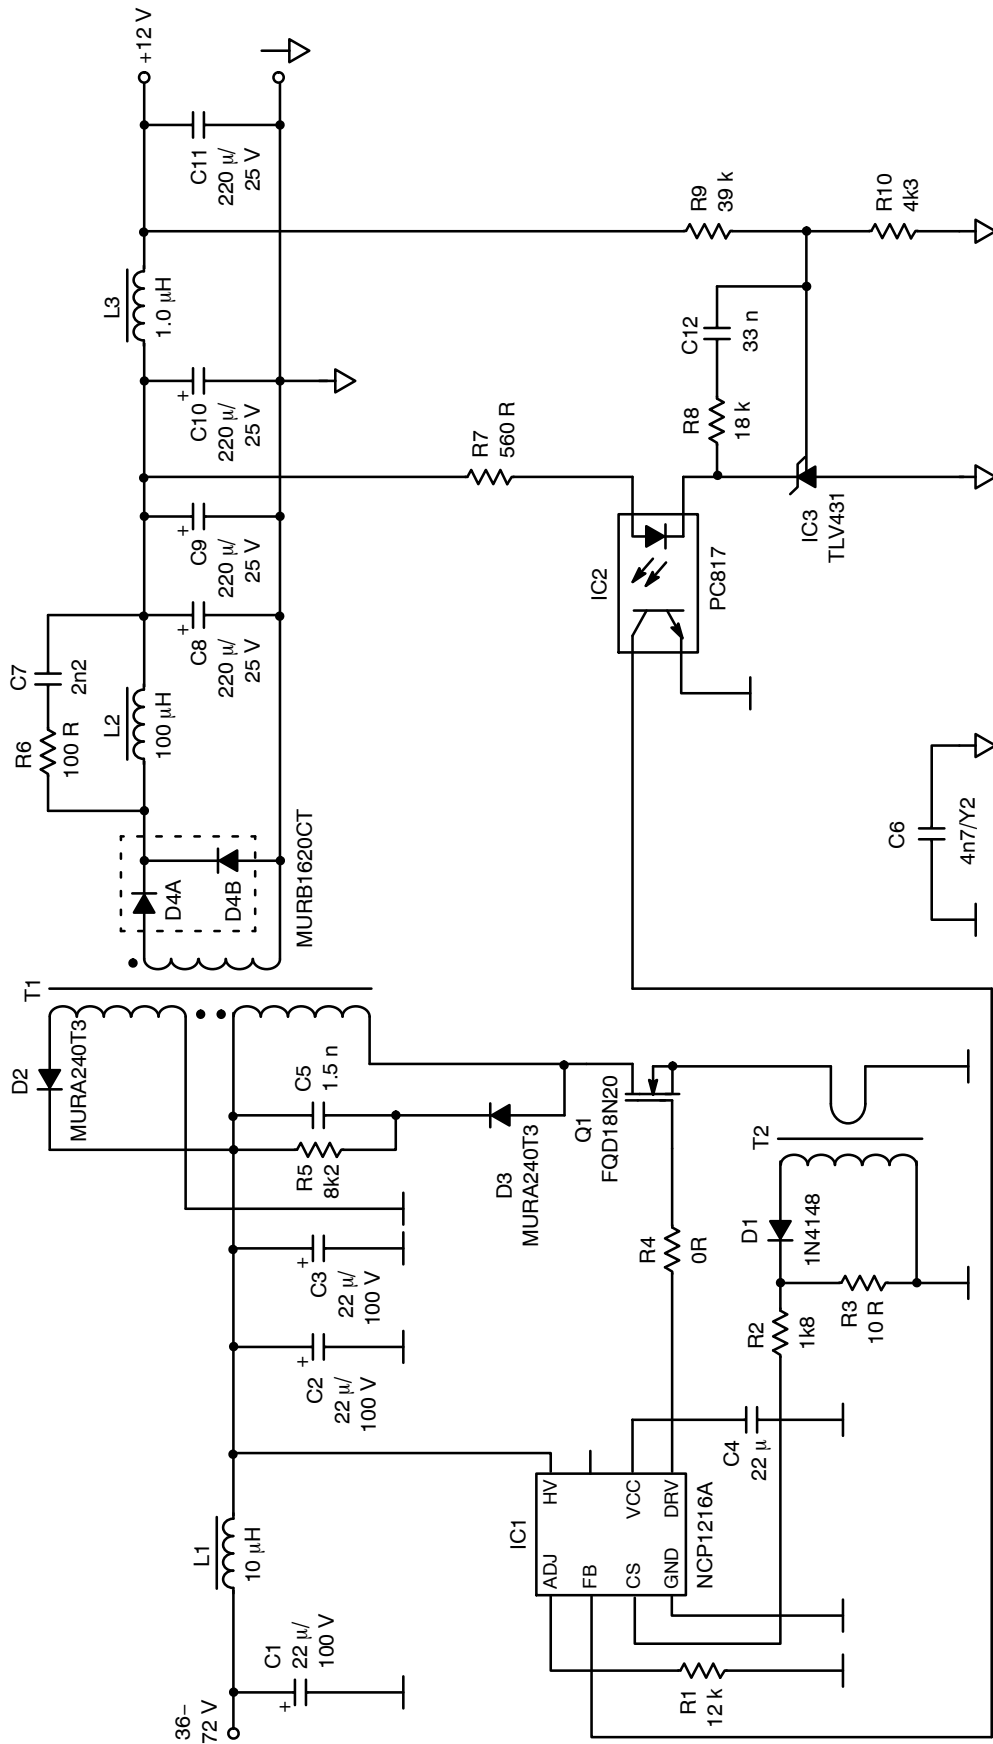 36–
72 V
C1
22 µ/
100 V
L1
10 µH
C2
22 µ/
100 V
C3
22 µ/
100 V
R5
8k2
C5
1.5 n
D2
MURA240T3
T1
D3
MURA240T3
Q1
FQD18N20
R4
0R
IC1
ADJ
FB
CS
GND
HV
VCC
DRV
NCP1216A
R1
12 k
C4
22 µ
R2
1k8
D1
1N4148
R3
10 R
T2
D4A
D4B
MURB1620CT
R6
100 R
C7
2n2
L2
100 µH
C8
220 µ/
25 V
C9
220 µ/
25 V
C10
220 µ/
25 V
L3
1.0 µH
C11
220 µ/
25 V
+12 V
R7
560 R
IC2
PC817
R8
18 k
C12
33 n
R9
39 k
R10
4k3
IC3
TLV431
C6
4n7/Y2